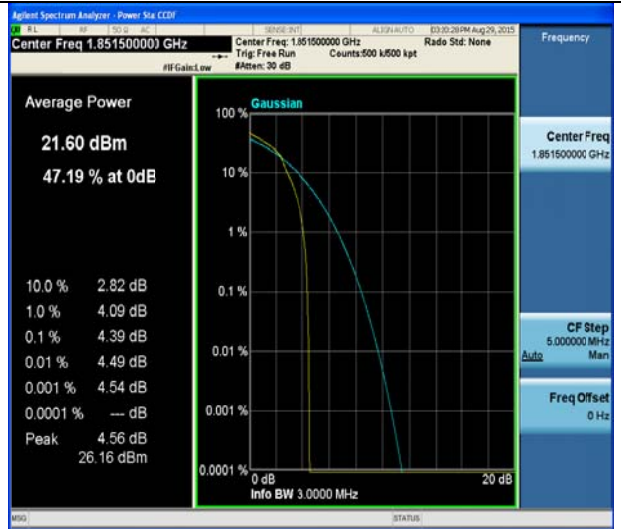 Agilent Spectrum Analyzer - Power Stat CCDF
RL RF 50 Ω AC SENSE:INT ALIGN AUTO 03:30:28 PM Aug 29, 2015
Center Freq 1.851500000 GHz
Center Freq: 1.851500000 GHz Radio Std: None
Trig: Free Run Counts:500 k/500 kpt
#IFGain:Low #Atten: 30 dB
Frequency
Average Power
21.60 dBm
47.19 % at 0dB
10.0 % 2.82 dB
1.0 % 4.09 dB
0.1 % 4.39 dB
0.01 % 4.49 dB
0.001 % 4.54 dB
0.0001 % --- dB
Peak 4.56 dB
26.16 dBm
Gaussian
100 %
10 %
1 %
0.1 %
0.01 %
0.001 %
0.0001 %
0 dB 20 dB
Info BW 3.0000 MHz
Center Freq
1.851500000 GHz
CF Step
5.000000 MHz
Auto Man
Freq Offset
0 Hz
MSG STATUS